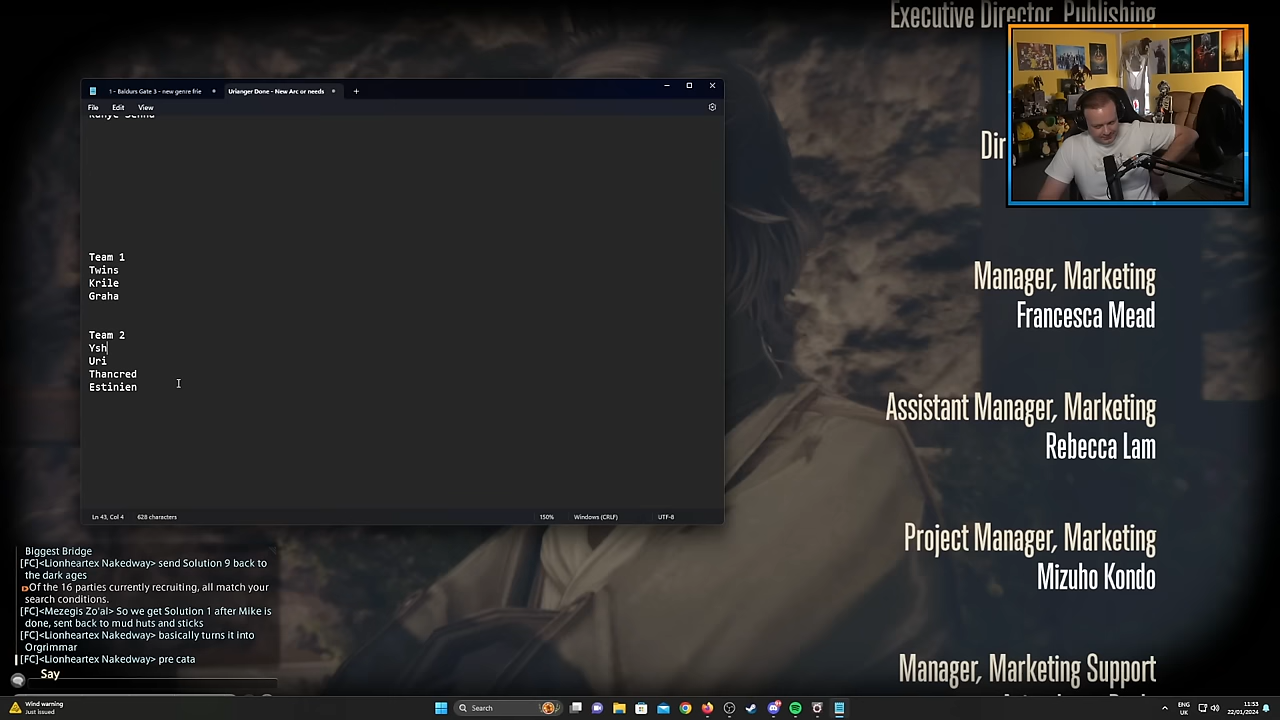 Executive Director, Publishing
1 - Baldurs Gate 3 - new genre frie
Urianger Done - New Arc or needs
File
Edit
View
Team 1
Twins
Krile
Graha
Team 2
Ysh
Uri
Thancred
Estinien
Ln 43, Col 4
628 characters
150%
Windows (CRLF)
UTF-8
Manager, Marketing
Francesca Mead
Assistant Manager, Marketing
Rebecca Lam
Project Manager, Marketing
Mizuho Kondo
Manager, Marketing Support
Biggest Bridge
[FC]<Lionheartex Nakedway> send Solution 9 back to
the dark ages
Of the 16 parties currently recruiting, all match your
search conditions.
[FC]<Mezegis Zo'al> So we get Solution 1 after Mike is
done, sent back to mud huts and sticks
[FC]<Lionheartex Nakedway> basically turns it into
Orgrimmar
[FC]<Lionheartex Nakedway> pre cata
Say
Wind warning
Just issued
Search
ENG
UK
11:53
22/01/2024